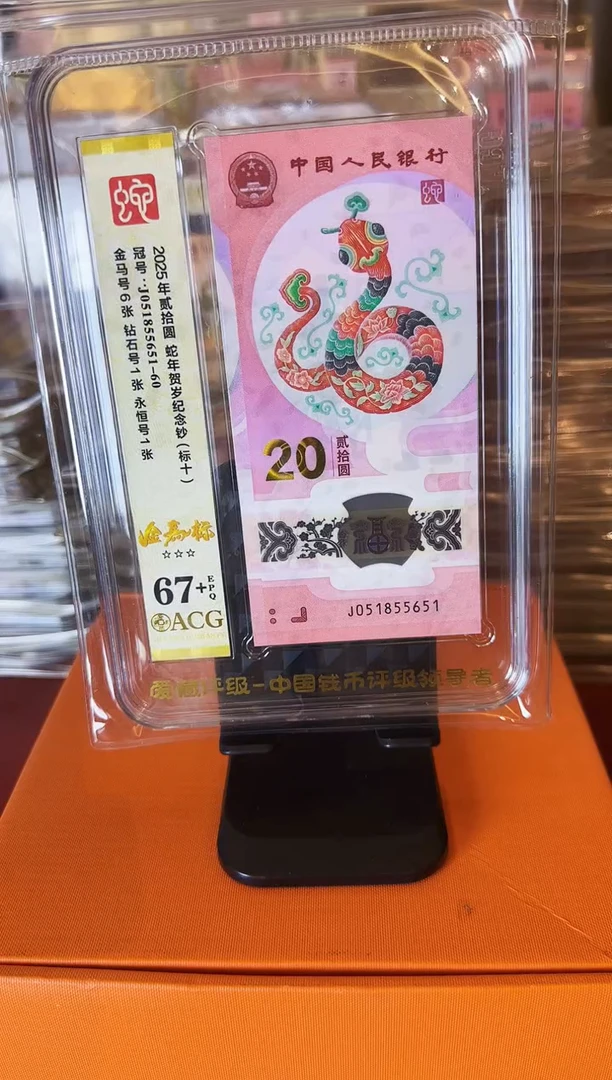 蛇
2025年贰拾圆 蛇年贺岁纪念钞(标十)
冠号:J051855651-60
金马号6张 钻石号1张 永恒号1张
☆☆☆
67+
EPQ
ACG
中国人民银行
蛇
20
贰拾圆
J051855651
爱藏评级-中国钱币评级领导者